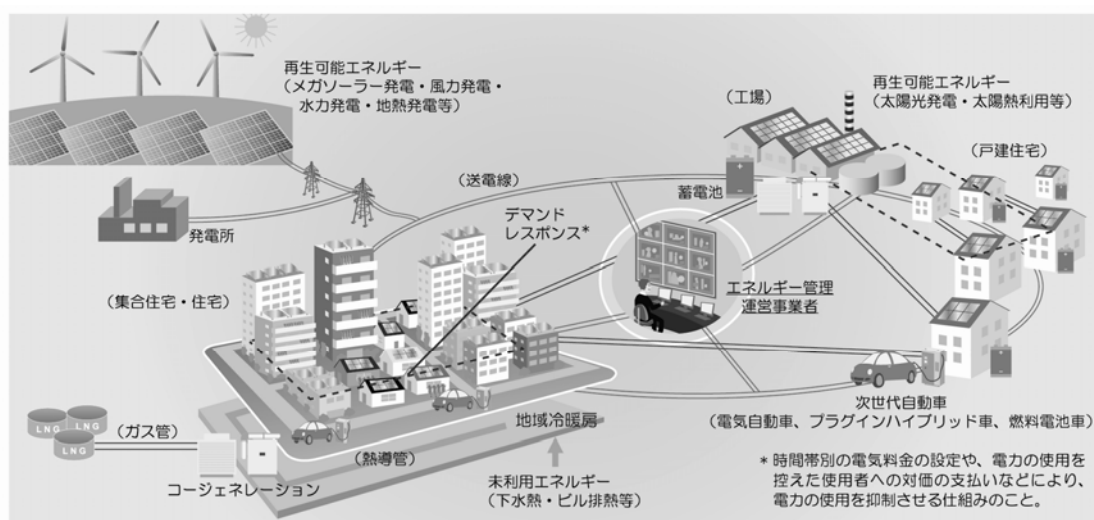 再生可能エネルギー
（メガソーラー発電・風力発電・
水力発電・地熱発電等）
再生可能エネルギー
（太陽光発電・太陽熱利用等）
（工場）
（戸建住宅）
（送電線）
蓄電池
発電所
デマンド
レスポンス*
（集合住宅・住宅）
エネルギー管理
運営事業者
次世代自動車
（電気自動車、プラグインハイブリッド車、燃料電池車）
LNG
LNG
LNG
（ガス管）
地域冷暖房
（熱導管）
コージェネレーション
未利用エネルギー
（下水熱・ビル排熱等）
* 時間帯別の電気料金の設定や、電力の使用を
控えた使用者への対価の支払いなどにより、
電力の使用を抑制させる仕組みのこと。